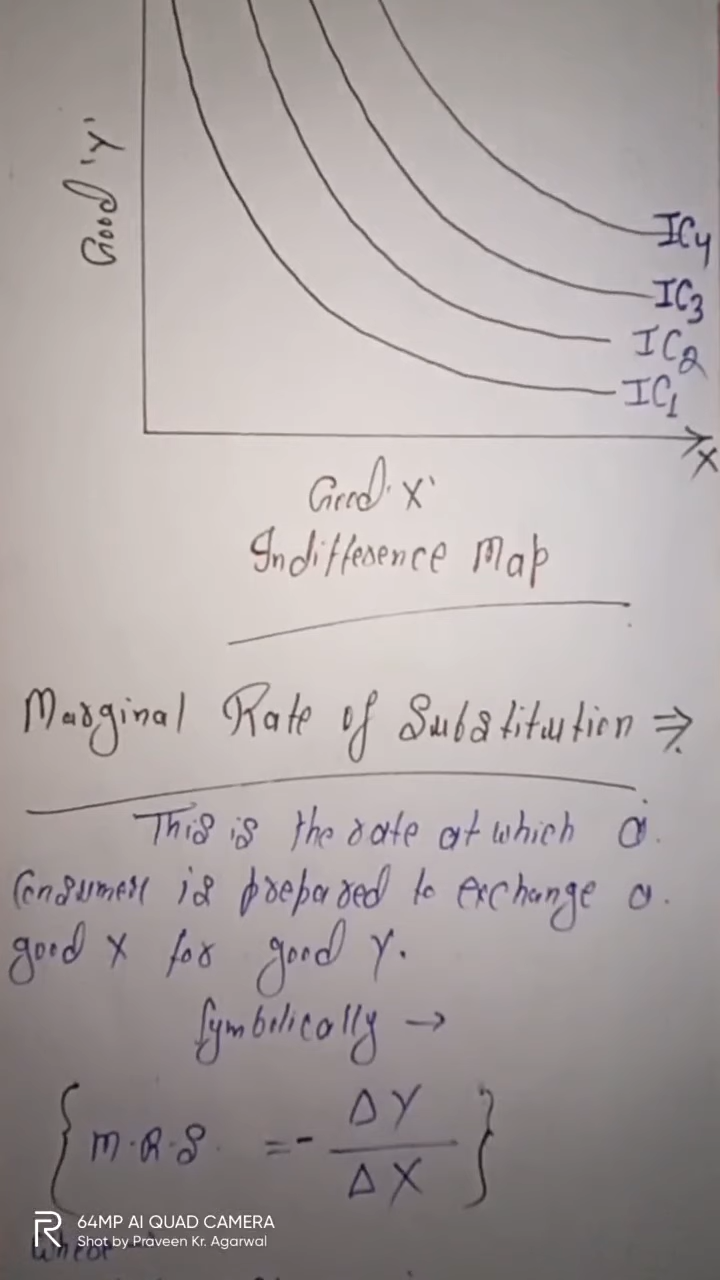 Good 'Y'
IC4
IC3
IC2
IC1
X
Good 'X'
Indifference Map
Marginal Rate of Substitution ⇒
This is the rate at which a
Consumer is prepared to exchange a
good X for good Y.
Symbolically →
{ M.R.S. = - ΔY / ΔX }
64MP AI QUAD CAMERA
Shot by Praveen Kr. Agarwal